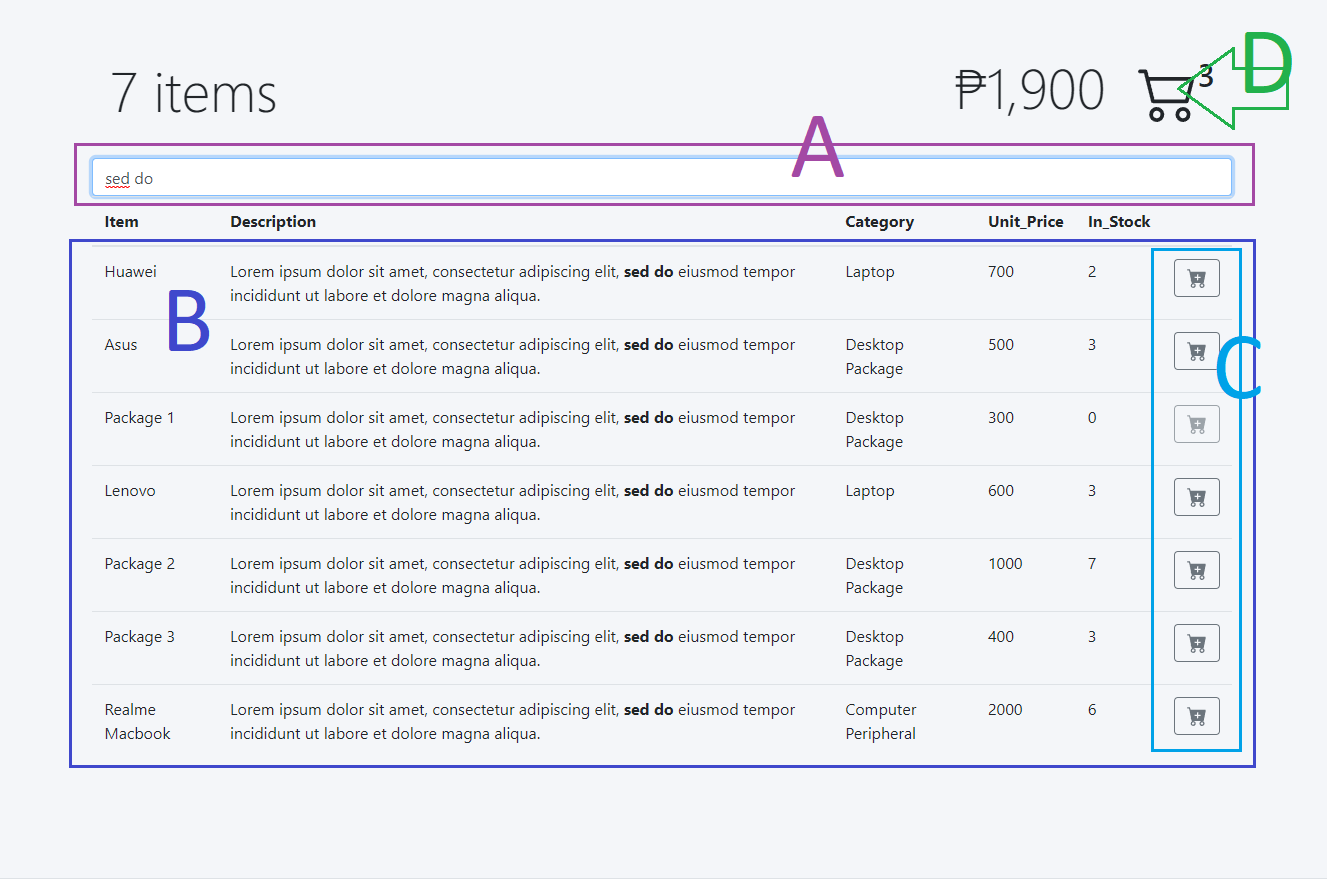 7 items
₱1,900
3
D
A
sed do
Item Description Category Unit_Price In_Stock
Huawei Lorem ipsum dolor sit amet, consectetur adipiscing elit, sed do eiusmod tempor Laptop 700 2
incididunt ut labore et dolore magna aliqua.
B
Asus Lorem ipsum dolor sit amet, consectetur adipiscing elit, sed do eiusmod tempor Desktop 500 3
incididunt ut labore et dolore magna aliqua. Package
C
Package 1 Lorem ipsum dolor sit amet, consectetur adipiscing elit, sed do eiusmod tempor Desktop 300 0
incididunt ut labore et dolore magna aliqua. Package
Lenovo Lorem ipsum dolor sit amet, consectetur adipiscing elit, sed do eiusmod tempor Laptop 600 3
incididunt ut labore et dolore magna aliqua.
Package 2 Lorem ipsum dolor sit amet, consectetur adipiscing elit, sed do eiusmod tempor Desktop 1000 7
incididunt ut labore et dolore magna aliqua. Package
Package 3 Lorem ipsum dolor sit amet, consectetur adipiscing elit, sed do eiusmod tempor Desktop 400 3
incididunt ut labore et dolore magna aliqua. Package
Realme Lorem ipsum dolor sit amet, consectetur adipiscing elit, sed do eiusmod tempor Computer 2000 6
Macbook incididunt ut labore et dolore magna aliqua. Peripheral